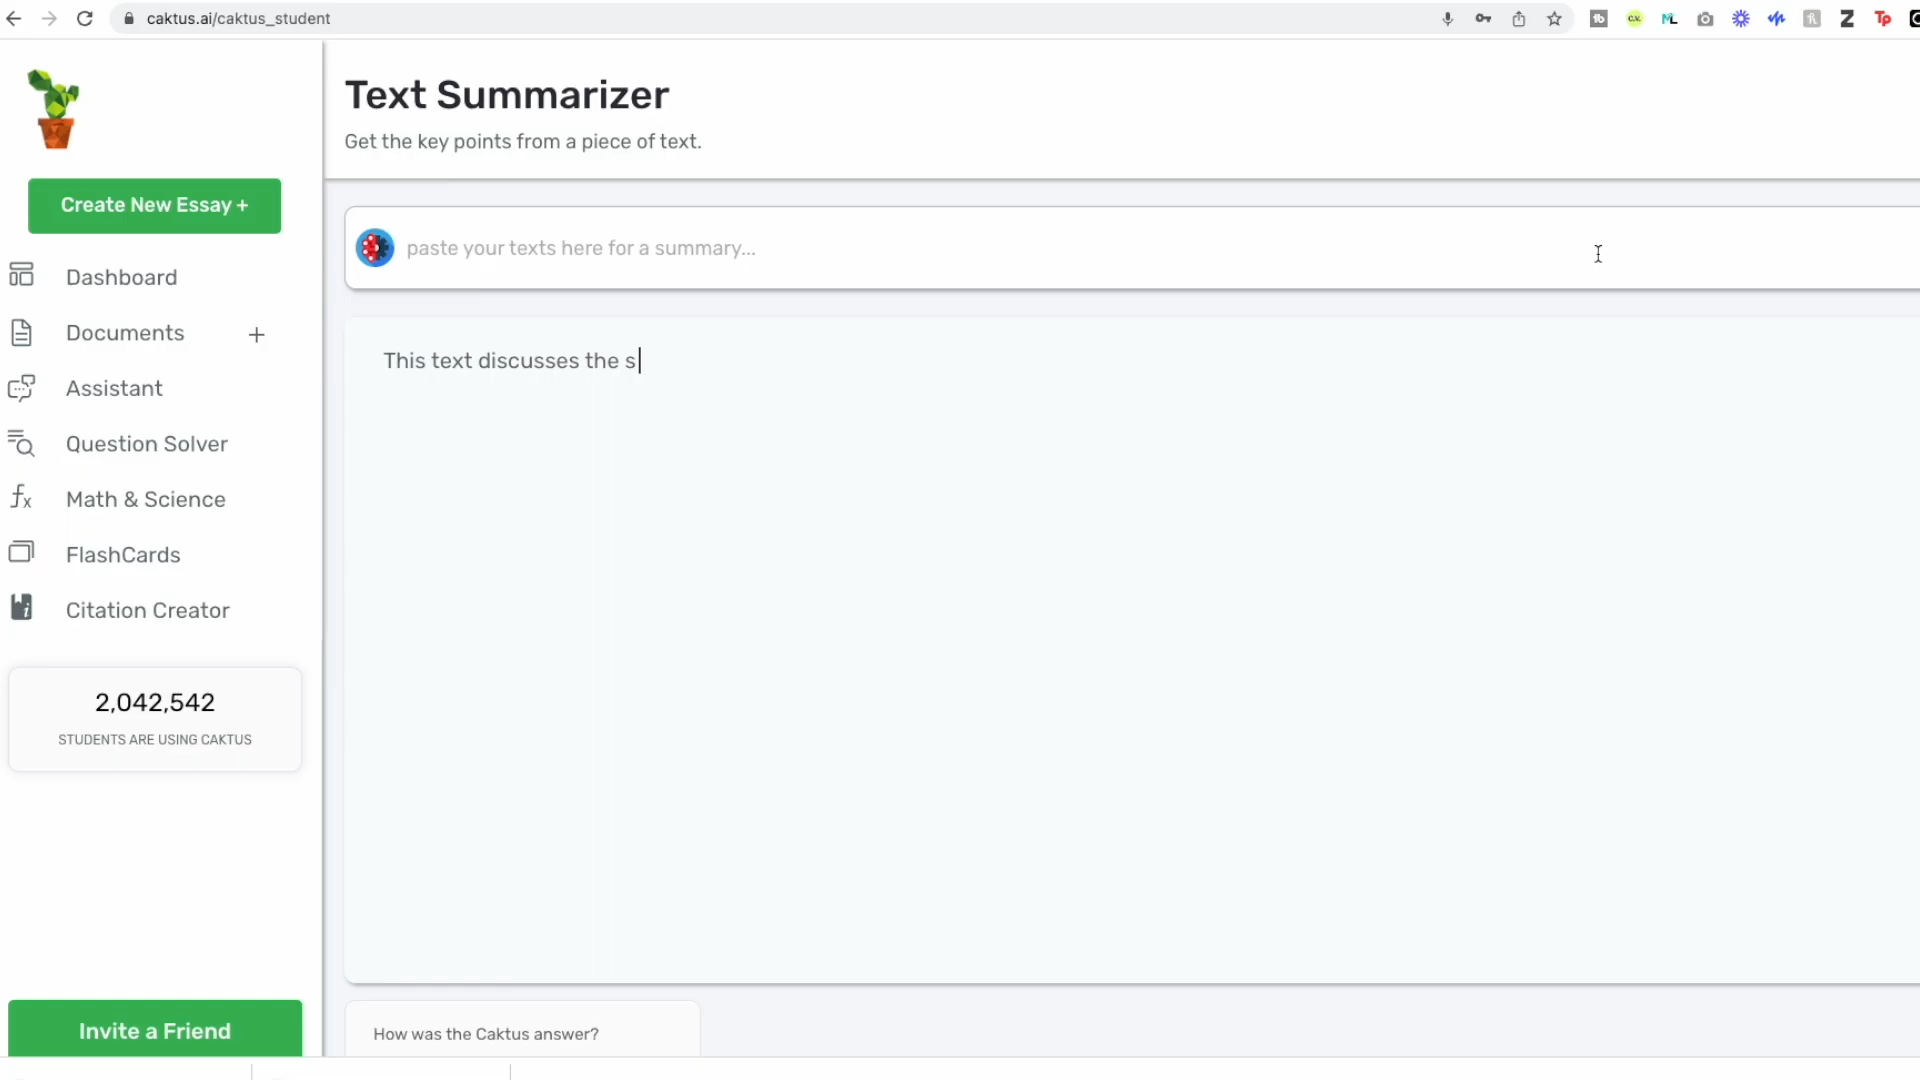 caktus.ai/caktus_student
Text Summarizer
Get the key points from a piece of text.
Create New Essay +
paste your texts here for a summary...
Dashboard
Documents +
This text discusses the s
Assistant
Question Solver
Math & Science
FlashCards
Citation Creator
2,042,542
STUDENTS ARE USING CAKTUS
Invite a Friend
How was the Caktus answer?